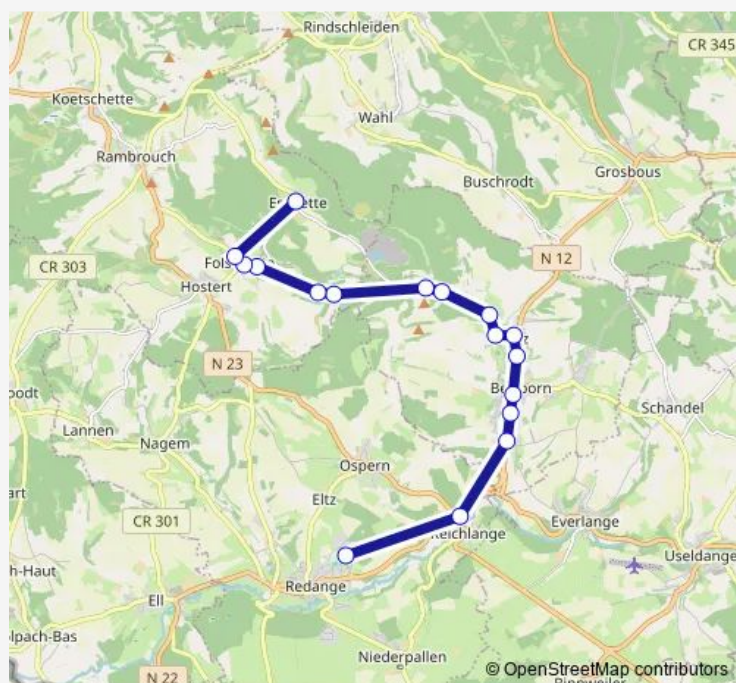 Rindschleiden
CR 345
Koetschette
Wahl
Rambrouch
Grosbous
Buschrodt
N 12
CR 303
Hostert
N 23
Schandel
Lannen
Nagem
Ospern
Eltz
CR 301
Everlange
Useldange
Redange
Ell
Niederpallen
N 22
© OpenStreetMap contributors